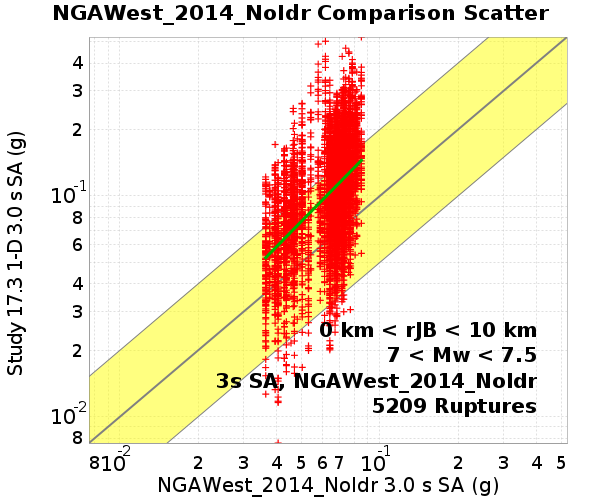 NGAWest_2014_NoIdr Comparison Scatter
Study 17.3 1-D 3.0 s SA (g)
4
3
2
10-1
8
6
4
3
2
10-2
8
0 km < rJB < 10 km
7 < Mw < 7.5
3s SA, NGAWest_2014_NoIdr
5209 Ruptures
8 10-2 2 3 4 5 6 7 10-1 2 3 4 5
NGAWest_2014_NoIdr 3.0 s SA (g)